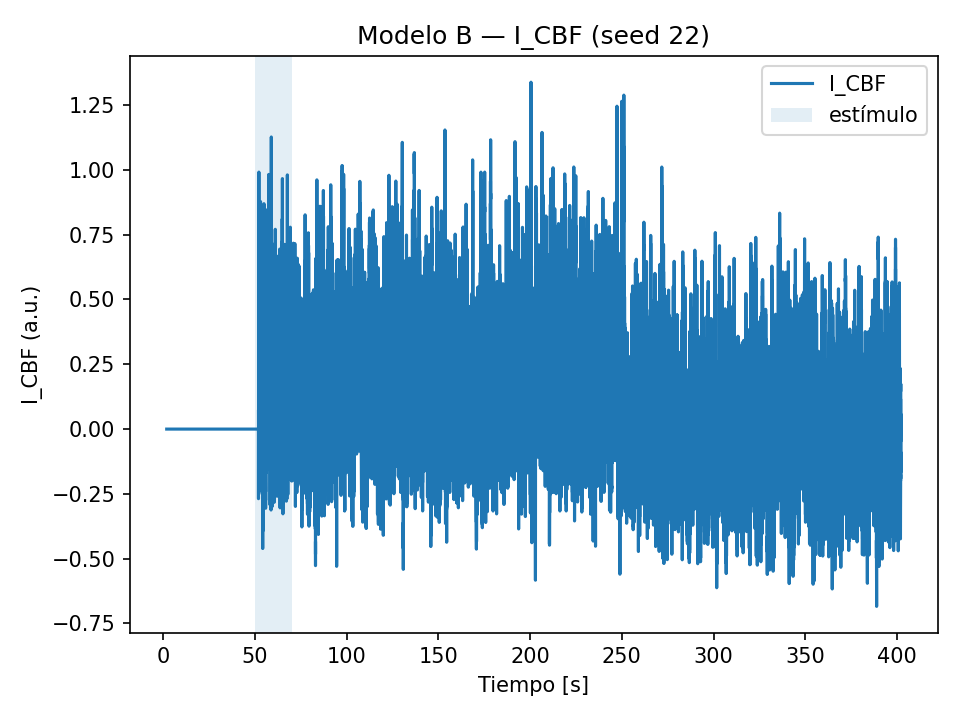 Modelo B — I_CBF (seed 22)
I_CBF
estímulo
I_CBF (a.u.)
1.25
1.00
0.75
0.50
0.25
0.00
−0.25
−0.50
−0.75
0 50 100 150 200 250 300 350 400
Tiempo [s]